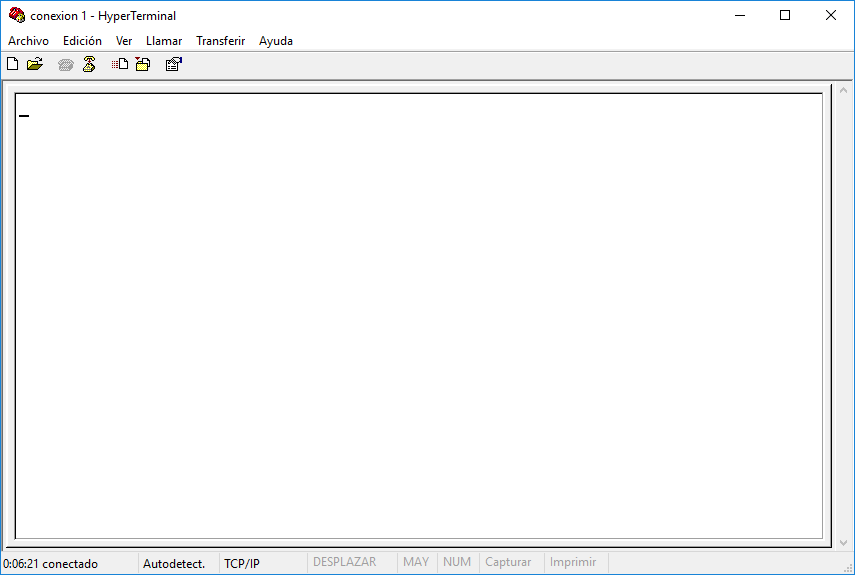 conexion 1 - HyperTerminal
Archivo Edición Ver Llamar Transferir Ayuda
0:06:21 conectado Autodetect. TCP/IP DESPLAZAR MAY NUM Capturar Imprimir